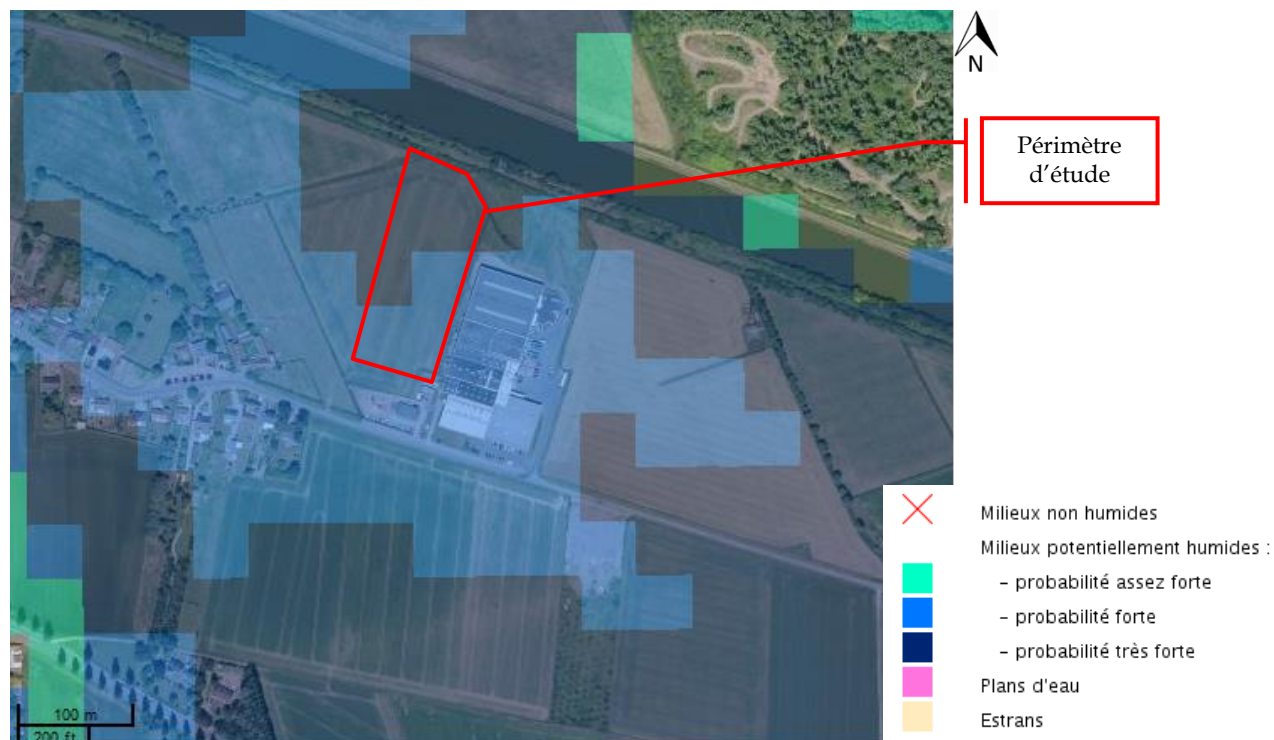 N
Périmètre
d’étude
Milieux non humides
Milieux potentiellement humides :
– probabilité assez forte
– probabilité forte
– probabilité très forte
Plans d'eau
Estrans
100 m
200 ft